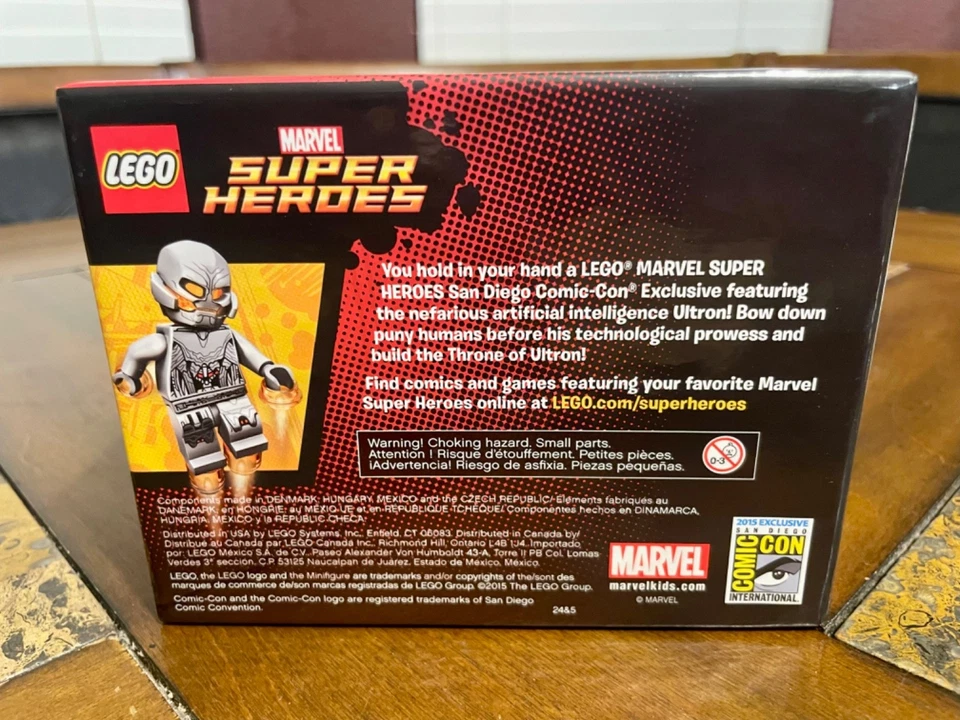 LEGO
MARVEL
SUPER
HEROES
You hold in your hand a LEGO® MARVEL SUPER
HEROES San Diego Comic-Con® Exclusive featuring
the nefarious artificial intelligence Ultron! Bow down
puny humans before his technological prowess and
build the Throne of Ultron!
Find comics and games featuring your favorite Marvel
Super Heroes online at LEGO.com/superheroes
Warning! Choking hazard. Small parts.
Attention ! Risque d'étouffement. Petites pièces.
¡Advertencia! Riesgo de asfixia. Piezas pequeñas.
0-3
Components made in DENMARK, HUNGARY, MEXICO and the CZECH REPUBLIC/ Éléments fabriqués au
DANEMARK, en HONGRIE, au MEXIQUE et en RÉPUBLIQUE TCHÈQUE/ Componentes hechos en DINAMARCA,
HUNGRÍA, MÉXICO y la REPÚBLICA CHECA.
Distributed in USA by LEGO Systems, Inc., Enfield, CT 06083. Distributed in Canada by/
Distribué au Canada par LEGO Canada Inc., Richmond Hill, Ontario L4B 1J4. Importado
por: LEGO México S.A. de C.V., Paseo Alexander Von Humboldt 43-A, Torre II PB Col. Lomas
Verdes 3ª seccion, C.P. 53125 Naucalpan de Juárez, Estado de México, México.
LEGO, the LEGO logo and the Minifigure are trademarks and/or copyrights of the/sont des
marques de commerce de/son marcas registradas de LEGO Group. ©2015 The LEGO Group.
Comic-Con and the Comic-Con logo are registered trademarks of San Diego
Comic Convention.
24&5
MARVEL
marvelkids.com
© MARVEL
2015 EXCLUSIVE
SAN DIEGO
COMIC CON
INTERNATIONAL